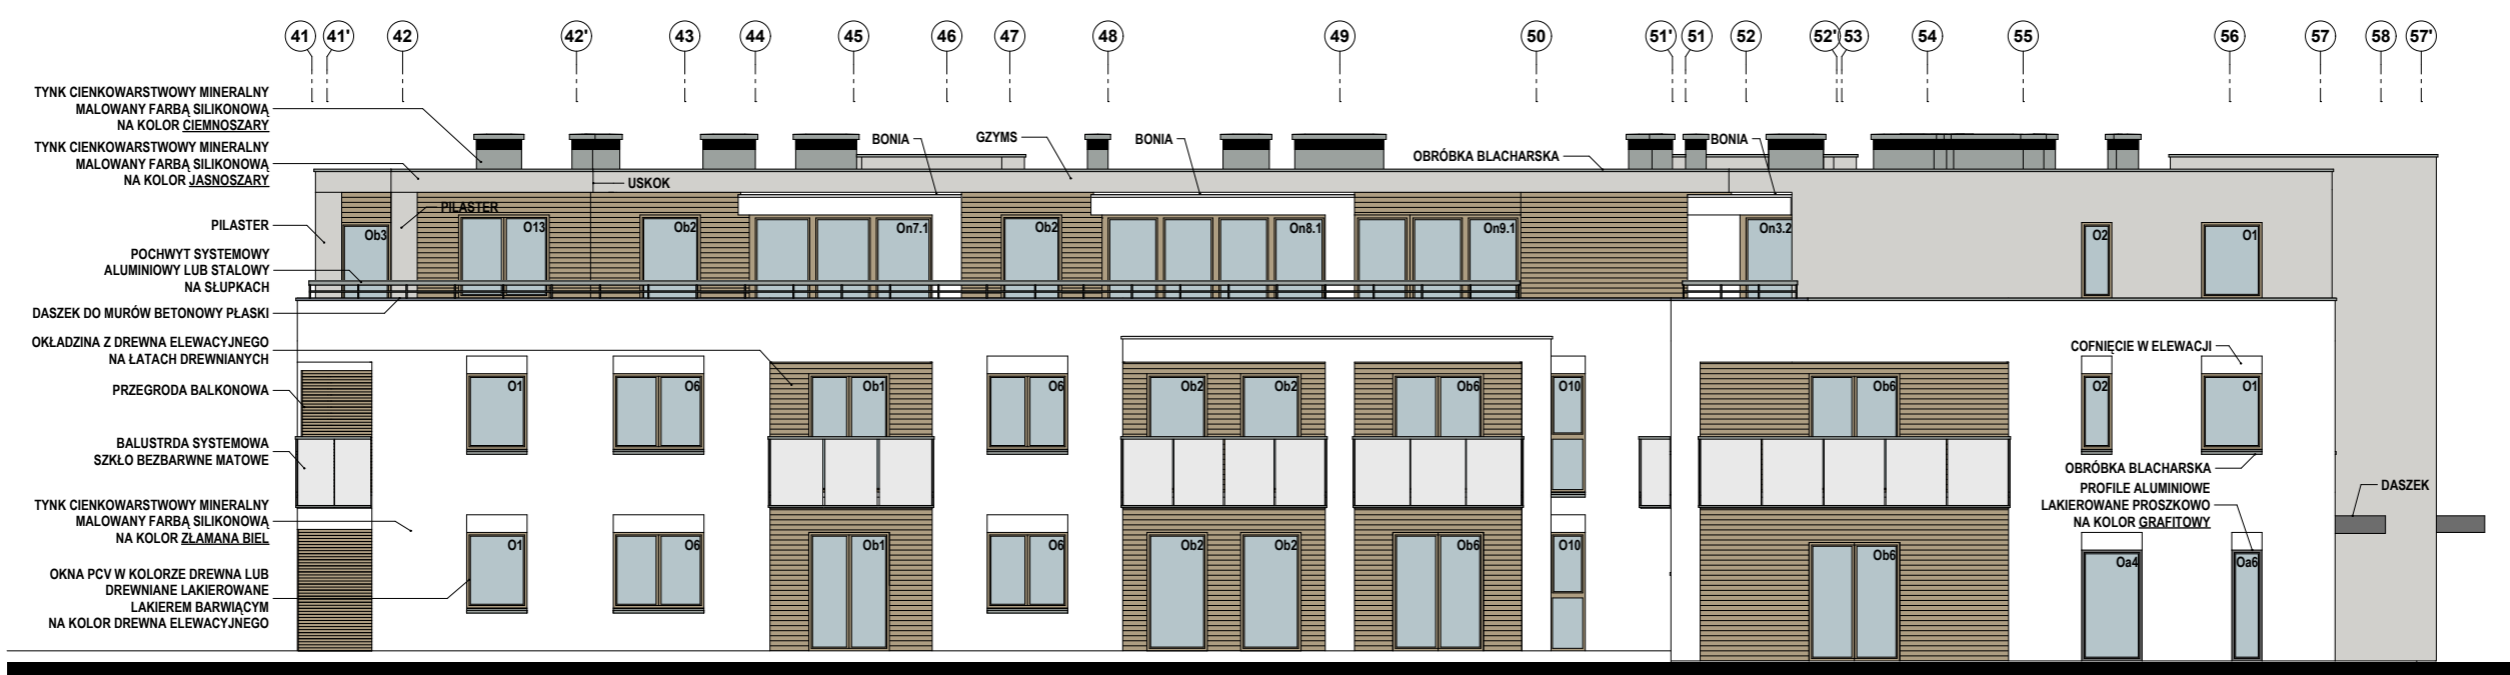 41 41' 42 42' 43 44 45 46 47 48 49 50 51' 51 52 52' 53 54 55 56 57 58 57'
TYNK CIENKOWARSTWOWY MINERALNY
MALOWANY FARBĄ SILIKONOWĄ
NA KOLOR CIEMNOSZARY
TYNK CIENKOWARSTWOWY MINERALNY
MALOWANY FARBĄ SILIKONOWĄ
NA KOLOR JASNOSZARY
PILASTER
POCHWYT SYSTEMOWY
ALUMINIOWY LUB STALOWY
NA SŁUPKACH
DASZEK DO MURÓW BETONOWY PŁASKI
OKŁADZINA Z DREWNA ELEWACYJNEGO
NA ŁATACH DREWNIANYCH
PRZEGRODA BALKONOWA
BALUSTRDA SYSTEMOWA
SZKŁO BEZBARWNE MATOWE
TYNK CIENKOWARSTWOWY MINERALNY
MALOWANY FARBĄ SILIKONOWĄ
NA KOLOR ZŁAMANA BIEL
OKNA PCV W KOLORZE DREWNA LUB
DREWNIANE LAKIEROWANE
LAKIEREM BARWIĄCYM
NA KOLOR DREWNA ELEWACYJNEGO
BONIA GZYMS BONIA BONIA
OBRÓBKA BLACHARSKA
USKOK
PILASTER
Ob3 O13 Ob2 On7.1 Ob2 On8.1 On9.1 On3.2 O2 O1
COFNIĘCIE W ELEWACJI
O1 O6 Ob1 O6 Ob2 Ob2 Ob6 O10 Ob6 O2 O1
OBRÓBKA BLACHARSKA
PROFILE ALUMINIOWE
LAKIEROWANE PROSZKOWO
NA KOLOR GRAFITOWY
DASZEK
O1 O6 Ob1 O6 Ob2 Ob2 Ob6 O10 Ob6 Oa4 Oa6